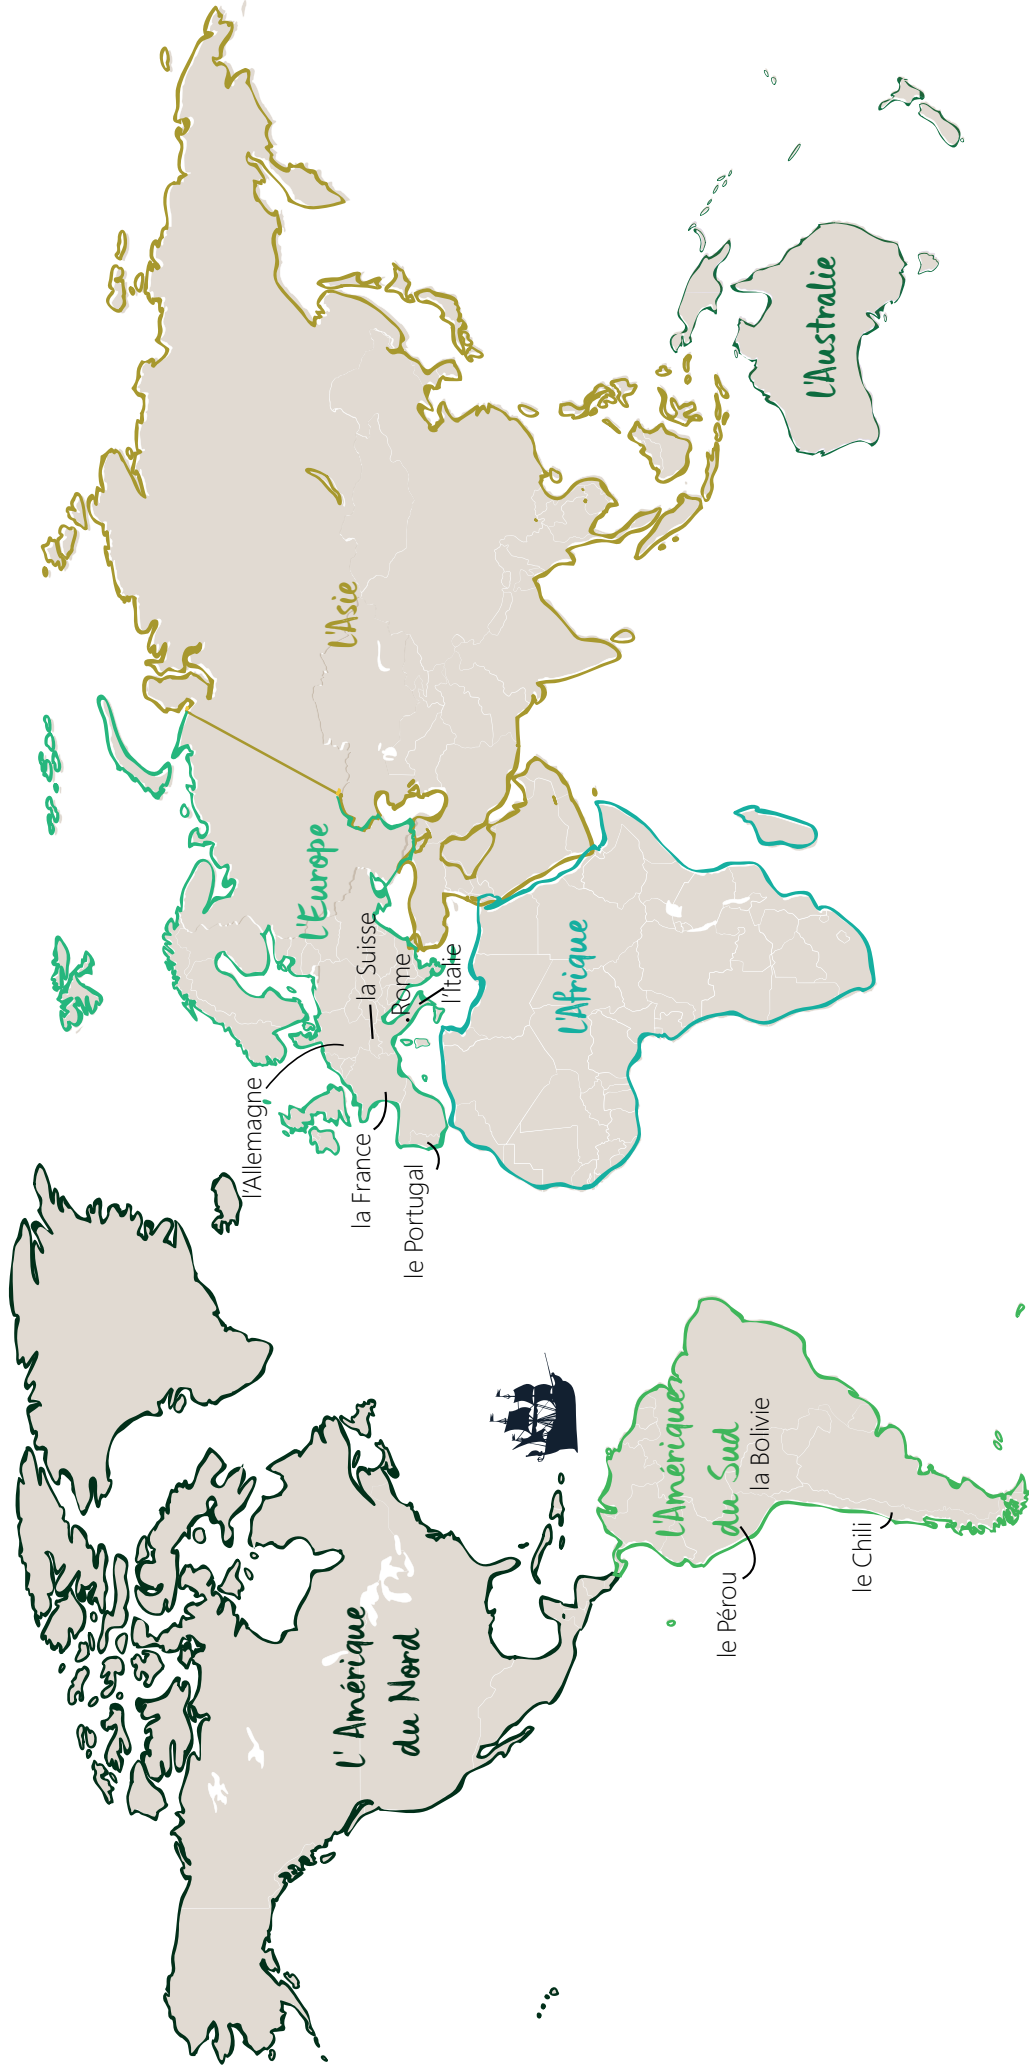 L'Amérique
du Nord
l'Allemagne
la France
le Portugal
L'Europe
la Suisse
.Rome
l'Italie
L'Asie
L'Afrique
L'Amérique
du Sud
le Pérou
la Bolivie
le Chili
L'Australie